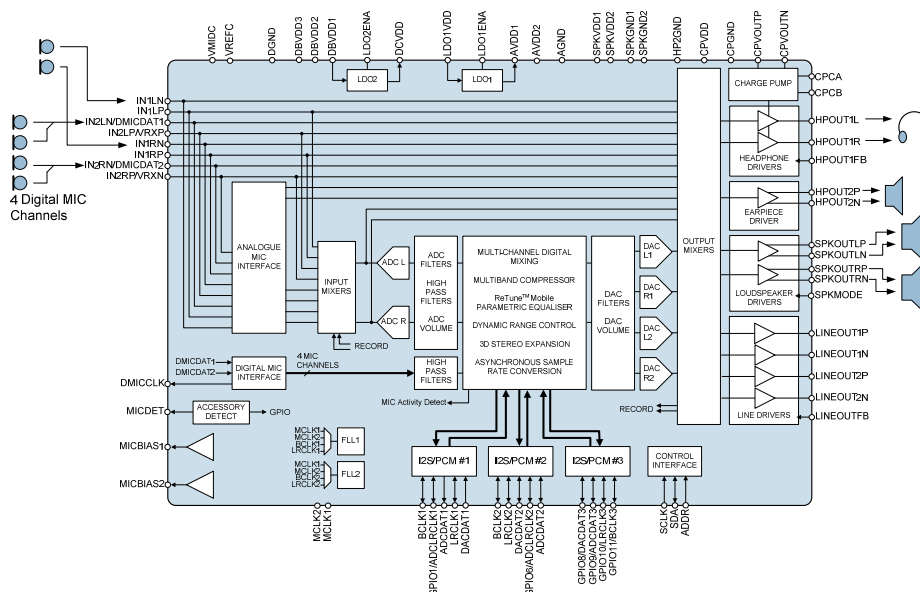 VMIDC
VREFC
DGND
DBVDD3
DBVDD2
DBVDD1
LDO2ENA
DCVDD
LDO1VDD
LDO1ENA
AVDD1
AVDD2
AGND
SPKVDD1
SPKVDD2
SPKGND1
SPKGND2
HP2GND
CPVDD
CPGND
CPVOUTP
CPVOUTN
LDO2
LDO1
CHARGE PUMP
CPCA
CPCB
IN1LN
IN1LP
IN2LN/DMICDAT1
IN2LP/VRXP
IN1RN
IN1RP
IN2RN/DMICDAT2
IN2RP/VRXN
4 Digital MIC
Channels
HPOUT1L
HPOUT1R
HPOUT1FB
HEADPHONE
DRIVERS
HPOUT2P
HPOUT2N
EARPIECE
DRIVER
SPKOUTLP
SPKOUTLN
SPKOUTRP
SPKOUTRN
SPKMODE
LOUDSPEAKER
DRIVERS
LINEOUT1P
LINEOUT1N
LINEOUT2P
LINEOUT2N
LINEOUTFB
LINE DRIVERS
ANALOGUE
MIC
INTERFACE
INPUT
MIXERS
RECORD
ADC L
ADC R
ADC
FILTERS
HIGH
PASS
FILTERS
ADC
VOLUME
MULTI-CHANNEL DIGITAL
MIXING
MULTIBAND COMPRESSOR
ReTune™ Mobile
PARAMETRIC EQUALISER
DYNAMIC RANGE CONTROL
3D STEREO EXPANSION
ASYNCHRONOUS SAMPLE
RATE CONVERSION
DAC
FILTERS
DAC
VOLUME
DAC
L1
DAC
R1
DAC
L2
DAC
R2
OUTPUT
MIXERS
RECORD
DMICDAT1
DMICDAT2
DIGITAL MIC
INTERFACE
4 MIC
CHANNELS
HIGH PASS
FILTERS
MIC Activity Detect
DMICCLK
MICDET
ACCESSORY
DETECT
GPIO
MICBIAS1
MICBIAS2
MCLK1
MCLK2
BCLK1
LRCLK1
FLL1
MCLK1
MCLK2
BCLK2
LRCLK2
FLL2
I2S/PCM #1
I2S/PCM #2
I2S/PCM #3
CONTROL
INTERFACE
MCLK2
MCLK1
BCLK1
GPIO1/ADCLRCLK1
ADCDAT1
LRCLK1
DACDAT1
BCLK2
LRCLK2
DACDAT2
GPIO6/ADCLRCLK2
ADCDAT2
GPIO8/DACDAT3
GPIO9/ADCDAT3
GPIO10/LRCLK3
GPIO11/BCLK3
SCLK
SDA
ADDR